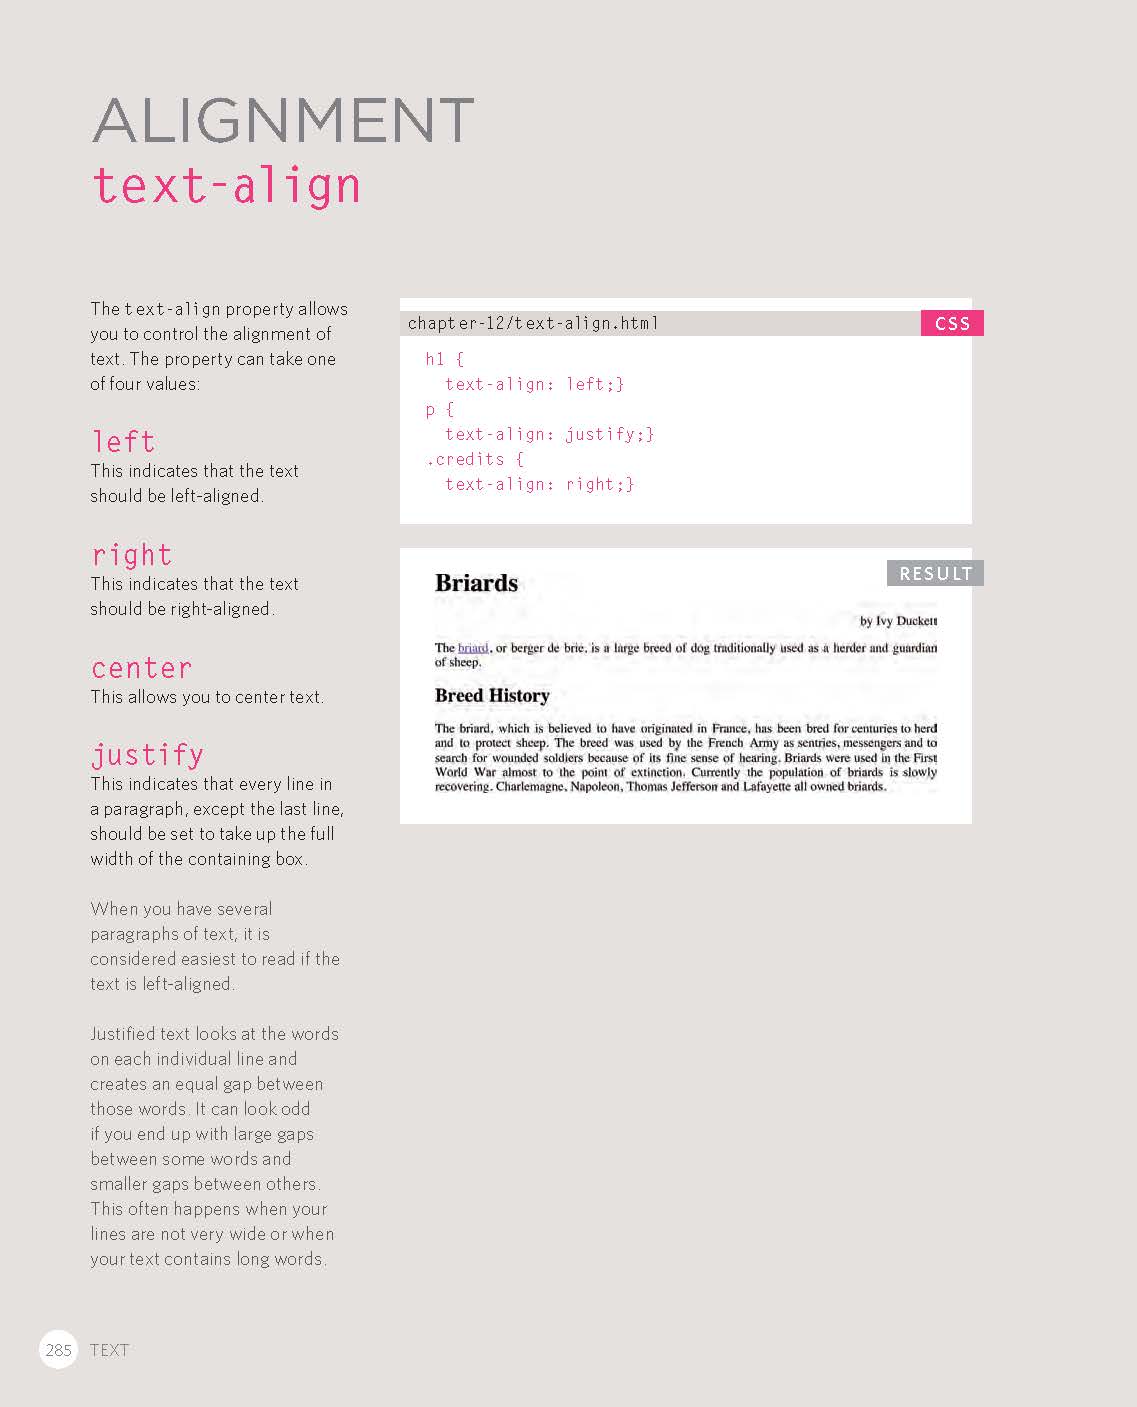 ALIGNMENT
text-align
The text-align property allows
you to control the alignment of
text. The property can take one
of four values:
left
This indicates that the text
should be left-aligned.
right
This indicates that the text
should be right-aligned.
center
This allows you to center text.
justify
This indicates that every line in
a paragraph, except the last line,
should be set to take up the full
width of the containing box.
When you have several
paragraphs of text, it is
considered easiest to read if the
text is left-aligned.
Justified text looks at the words
on each individual line and
creates an equal gap between
those words. It can look odd
if you end up with large gaps
between some words and
smaller gaps between others.
This often happens when your
lines are not very wide or when
your text contains long words.
chapter-12/text-align.html
CSS
h1 {
text-align: left;}
p {
text-align: justify;}
.credits {
text-align: right;}
RESULT
Briards
by Ivy Duckett
The briard, or berger de brie, is a large breed of dog traditionally used as a herder and guardian
of sheep.
Breed History
The briard, which is believed to have originated in France, has been bred for centuries to herd
and to protect sheep. The breed was used by the French Army as sentries, messengers and to
search for wounded soldiers because of its fine sense of hearing. Briards were used in the First
World War almost to the point of extinction. Currently the population of briards is slowly
recovering. Charlemagne, Napoleon, Thomas Jefferson and Lafayette all owned briards.
285 TEXT